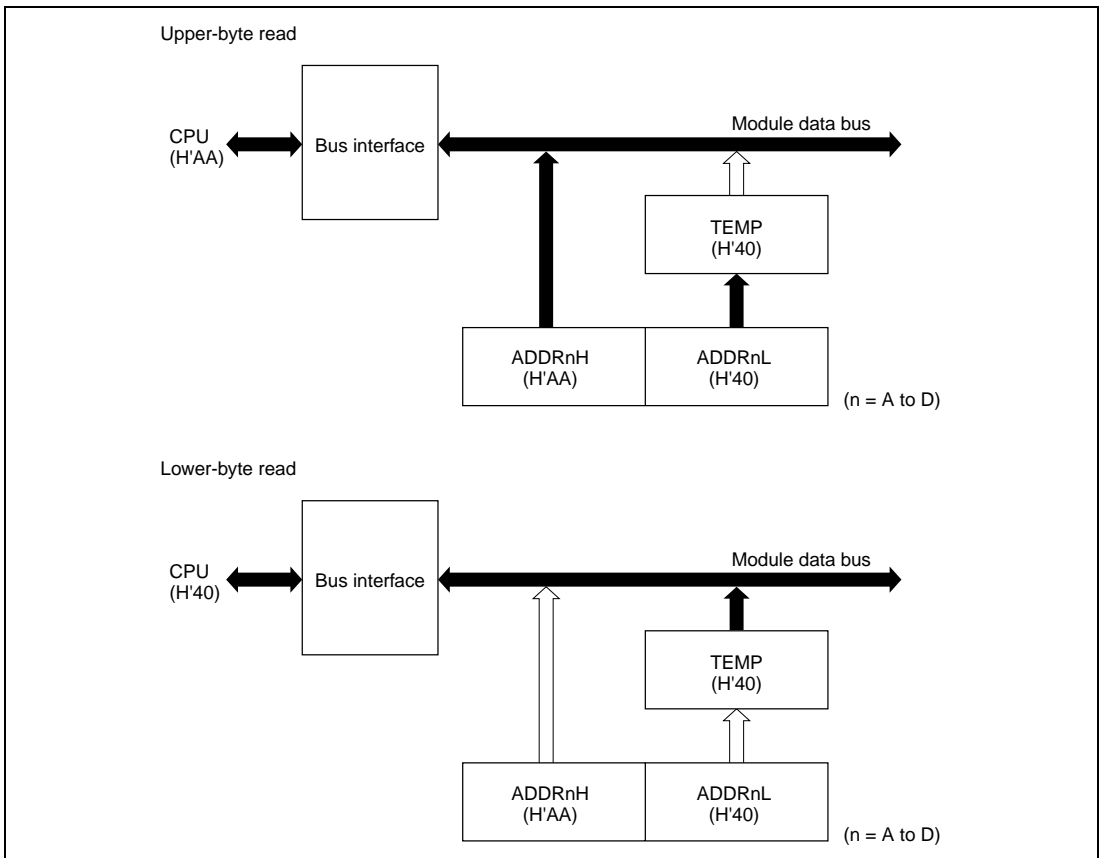 Upper-byte read
CPU
(H'AA)
Bus interface
Module data bus
TEMP
(H'40)
ADDRnH
(H'AA)
ADDRnL
(H'40)
(n = A to D)
Lower-byte read
CPU
(H'40)
Bus interface
Module data bus
TEMP
(H'40)
ADDRnH
(H'AA)
ADDRnL
(H'40)
(n = A to D)